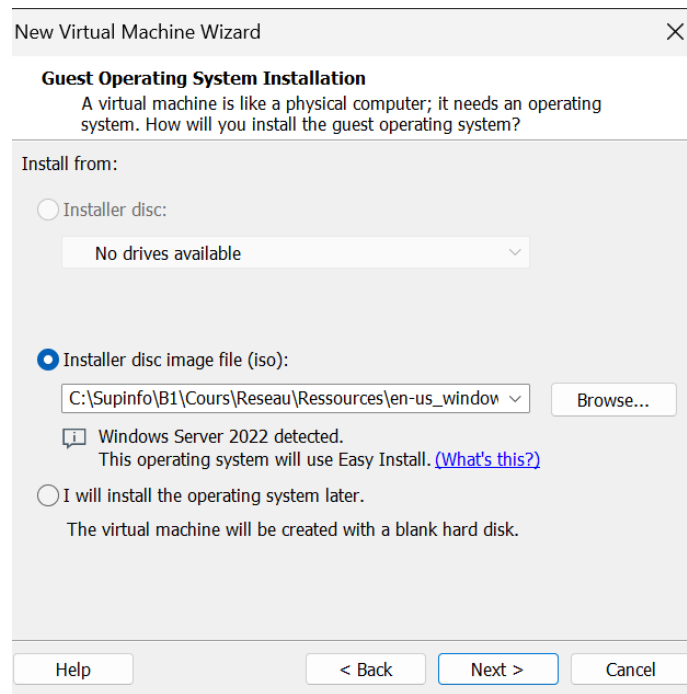 New Virtual Machine Wizard
Guest Operating System Installation
A virtual machine is like a physical computer; it needs an operating
system. How will you install the guest operating system?
Install from:
Installer disc:
No drives available
Installer disc image file (iso):
C:\Supinfo\B1\Cours\Reseau\Ressources\en-us_window
Browse...
Windows Server 2022 detected.
This operating system will use Easy Install. (What's this?)
I will install the operating system later.
The virtual machine will be created with a blank hard disk.
Help
< Back
Next >
Cancel